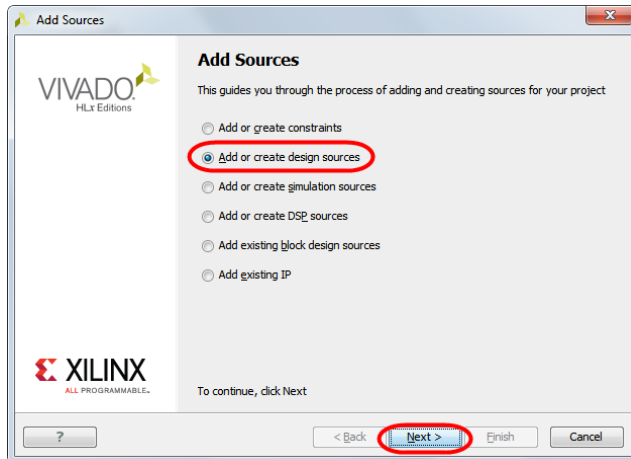 Add Sources
VIVADO.
HLx Editions
Add Sources
This guides you through the process of adding and creating sources for your project
Add or create constraints
Add or create design sources
Add or create simulation sources
Add or create DSP sources
Add existing block design sources
Add existing IP
XILINX
ALL PROGRAMMABLE™
To continue, click Next
?
< Back
Next >
Finish
Cancel